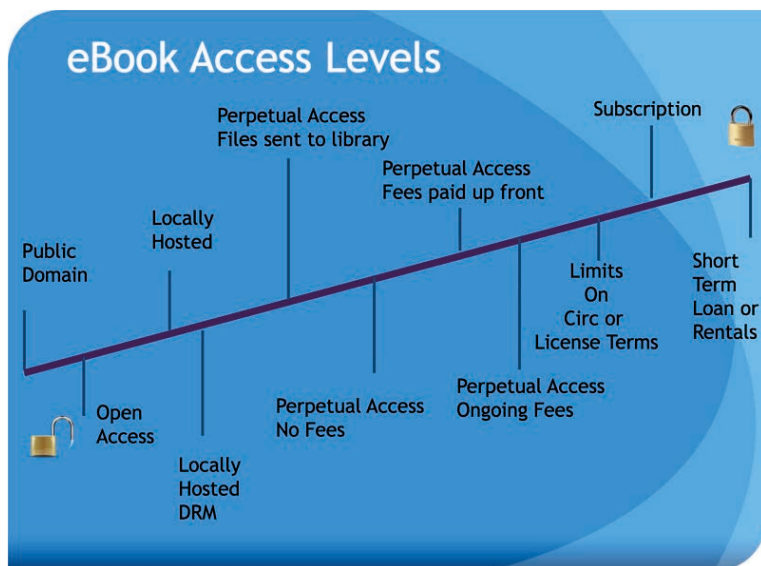 eBook Access Levels
Public
Domain
Open
Access
Locally
Hosted
Locally
Hosted
DRM
Perpetual Access
Files sent to library
Perpetual Access
No Fees
Perpetual Access
Fees paid up front
Perpetual Access
Ongoing Fees
Limits
On
Circ or
License Terms
Subscription
Short
Term
Loan or
Rentals